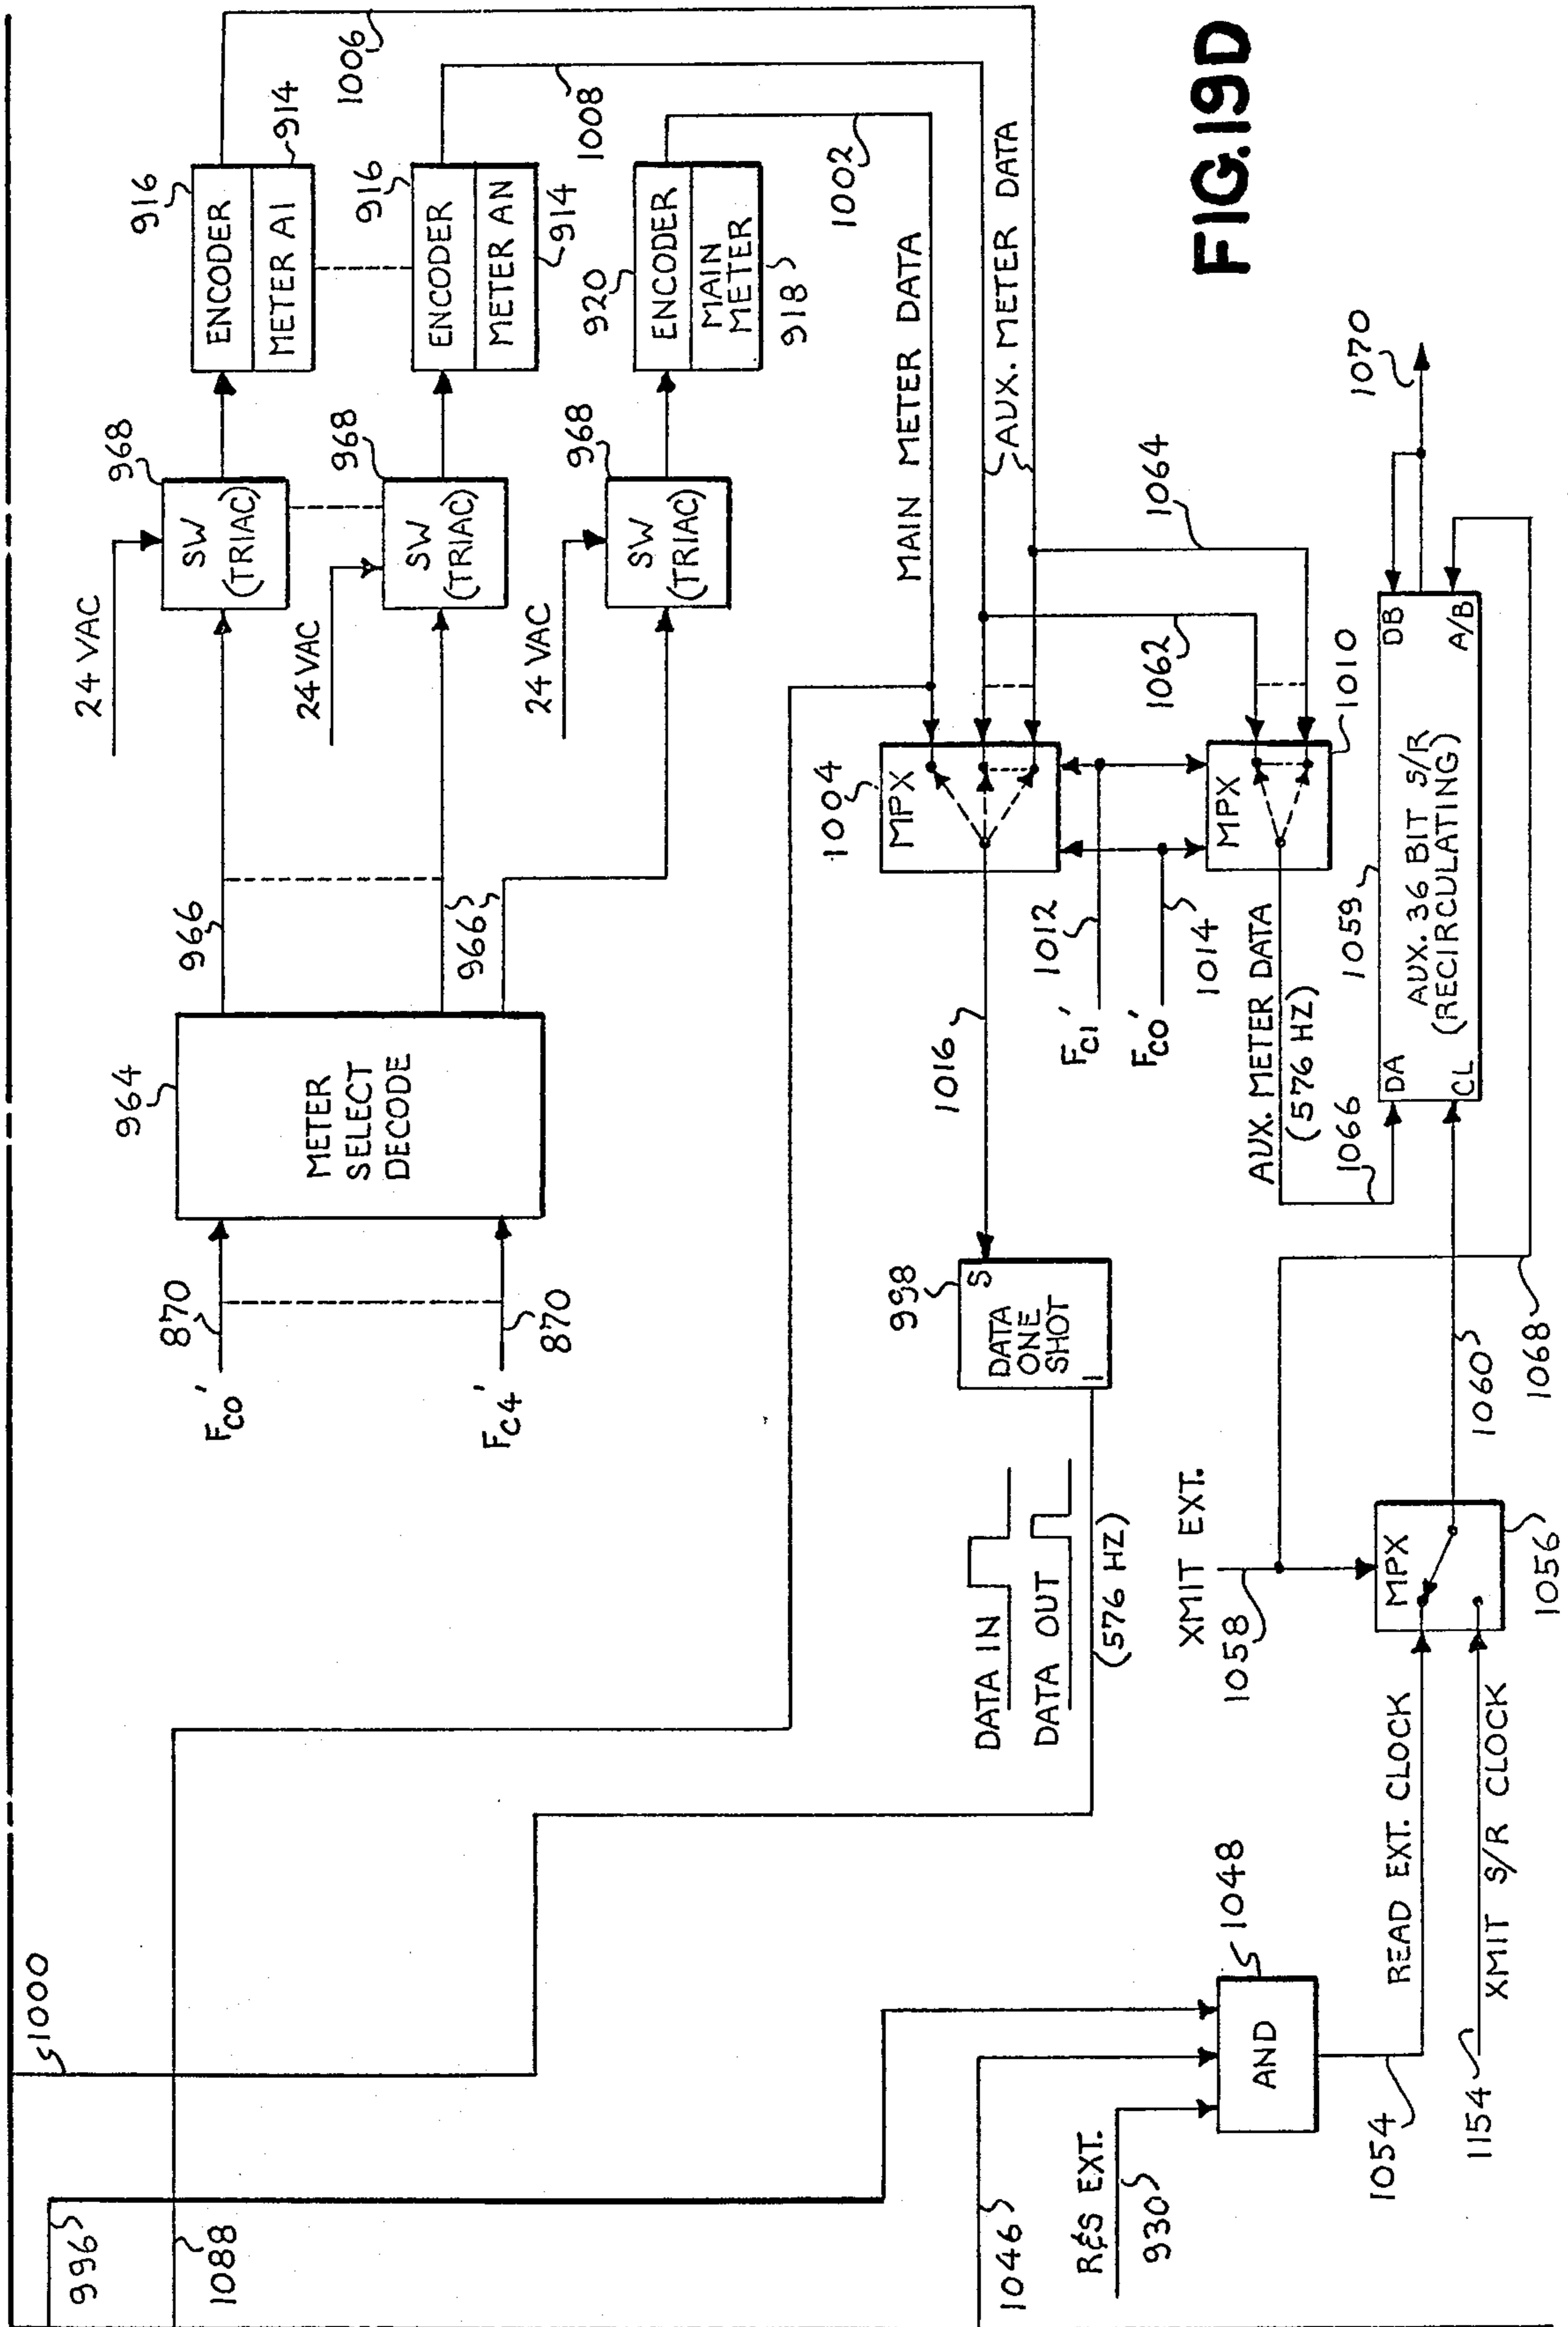 FIG.19D
1000
996
1088
24 VAC
968
SW
(TRIAC)
916
ENCODER
METER A1
914
1006
966
964
METER
SELECT
DECODE
870
FC0'
FC4'
870
966
24 VAC
968
SW
(TRIAC)
916
ENCODER
METER AN
914
1008
24 VAC
968
SW
(TRIAC)
920
ENCODER
MAIN
METER
918
1002
MAIN METER DATA
AUX. METER DATA
1004
MPX
1016
998
S
DATA
ONE
SHOT
1
DATA IN
DATA OUT
(576 HZ)
1012
FC1'
FC0'
1014
1062
1064
MPX
1010
AUX. METER DATA
(576 HZ)
1066
1059
DA
CL
AUX. 36 BIT S/R
(RECIRCULATING)
DB
A/B
1070
XMIT EXT.
1058
MPX
1056
1060
1068
1046
R&S EXT.
930
AND
1048
1054
READ EXT. CLOCK
1154
XMIT S/R CLOCK